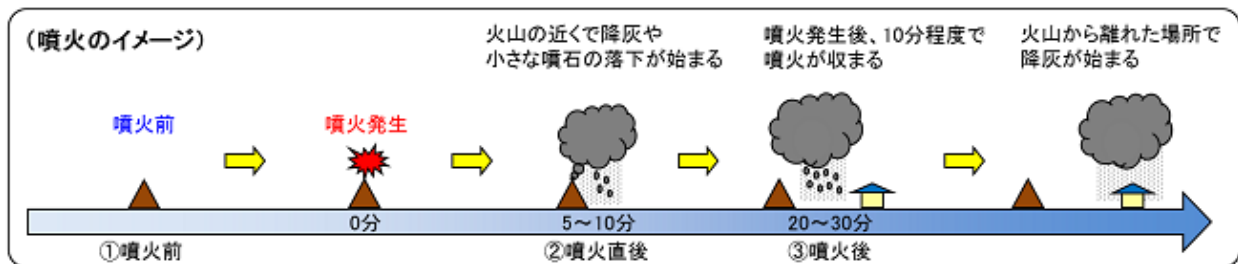 （噴火のイメージ）
火山の近くで降灰や
小さな噴石の落下が始まる
噴火発生後、10分程度で
噴火が収まる
火山から離れた場所で
降灰が始まる
噴火前
噴火発生
0分
5～10分
20～30分
①噴火前
②噴火直後
③噴火後